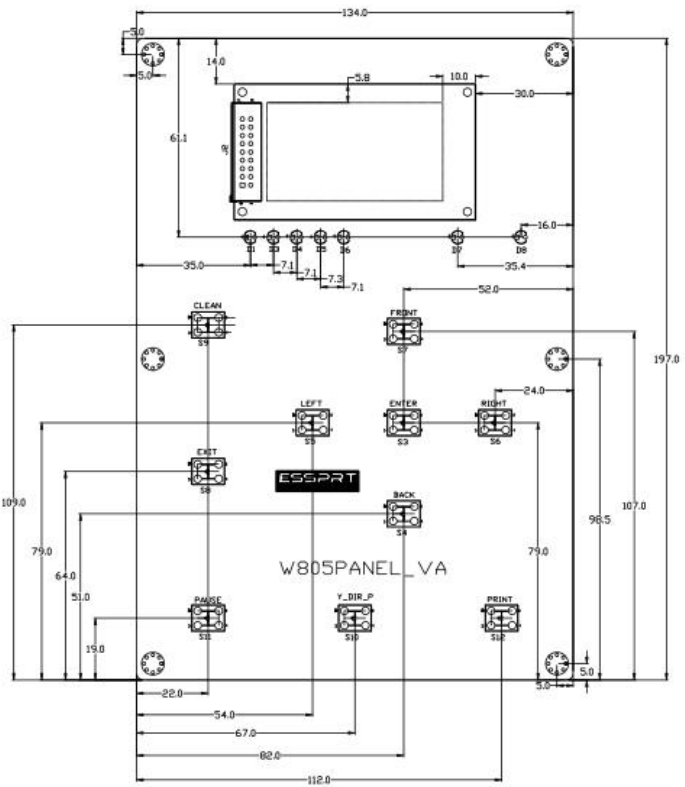 134.0
5.0
14.0
5.8
10.0
5.0
30.0
61.1
J8
16.0
D1 D3 D4 D5 D6 D7 D8
35.0
7.1
7.1
7.3
7.1
35.4
52.0
CLEAN
FRONT
S9
S7
197.0
24.0
LEFT
ENTER
RIGHT
S5
S3
S6
EXIT
S8
ESSPRT
BACK
S4
109.0
107.0
98.5
79.0
79.0
64.0
51.0
W805PANEL_VA
PAUSE
Y_DIR_P
PRINT
S11
S10
S12
19.0
5.0
5.0
22.0
54.0
67.0
82.0
112.0